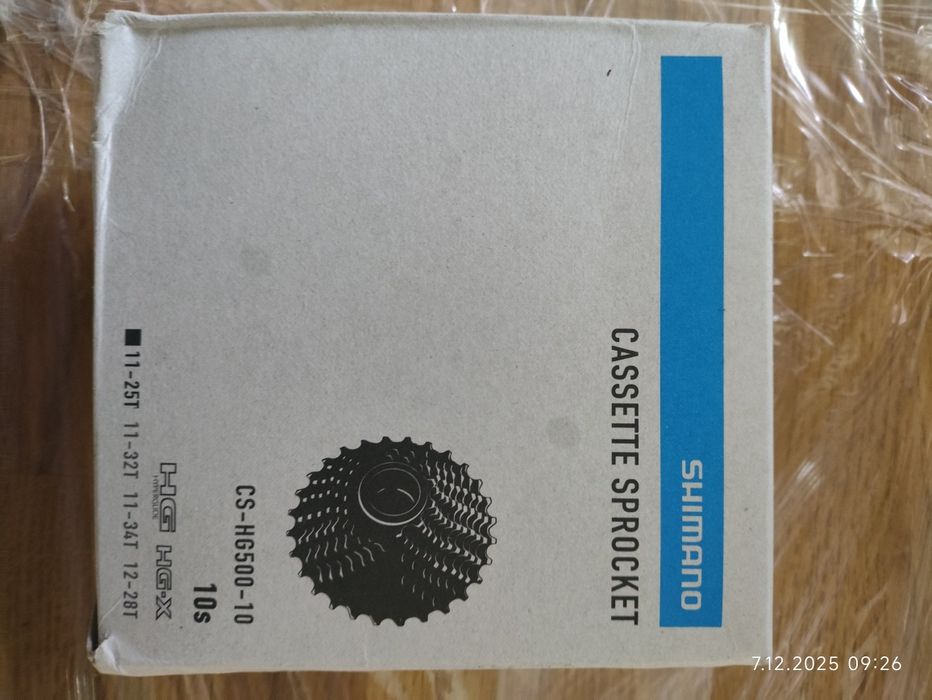 SHIMANO
CASSETTE SPROCKET
CS-HG500-10
10s
HG HG-X
HYPERGLIDE
■11-25T 11-32T 11-34T 12-28T
7.12.2025 09:26